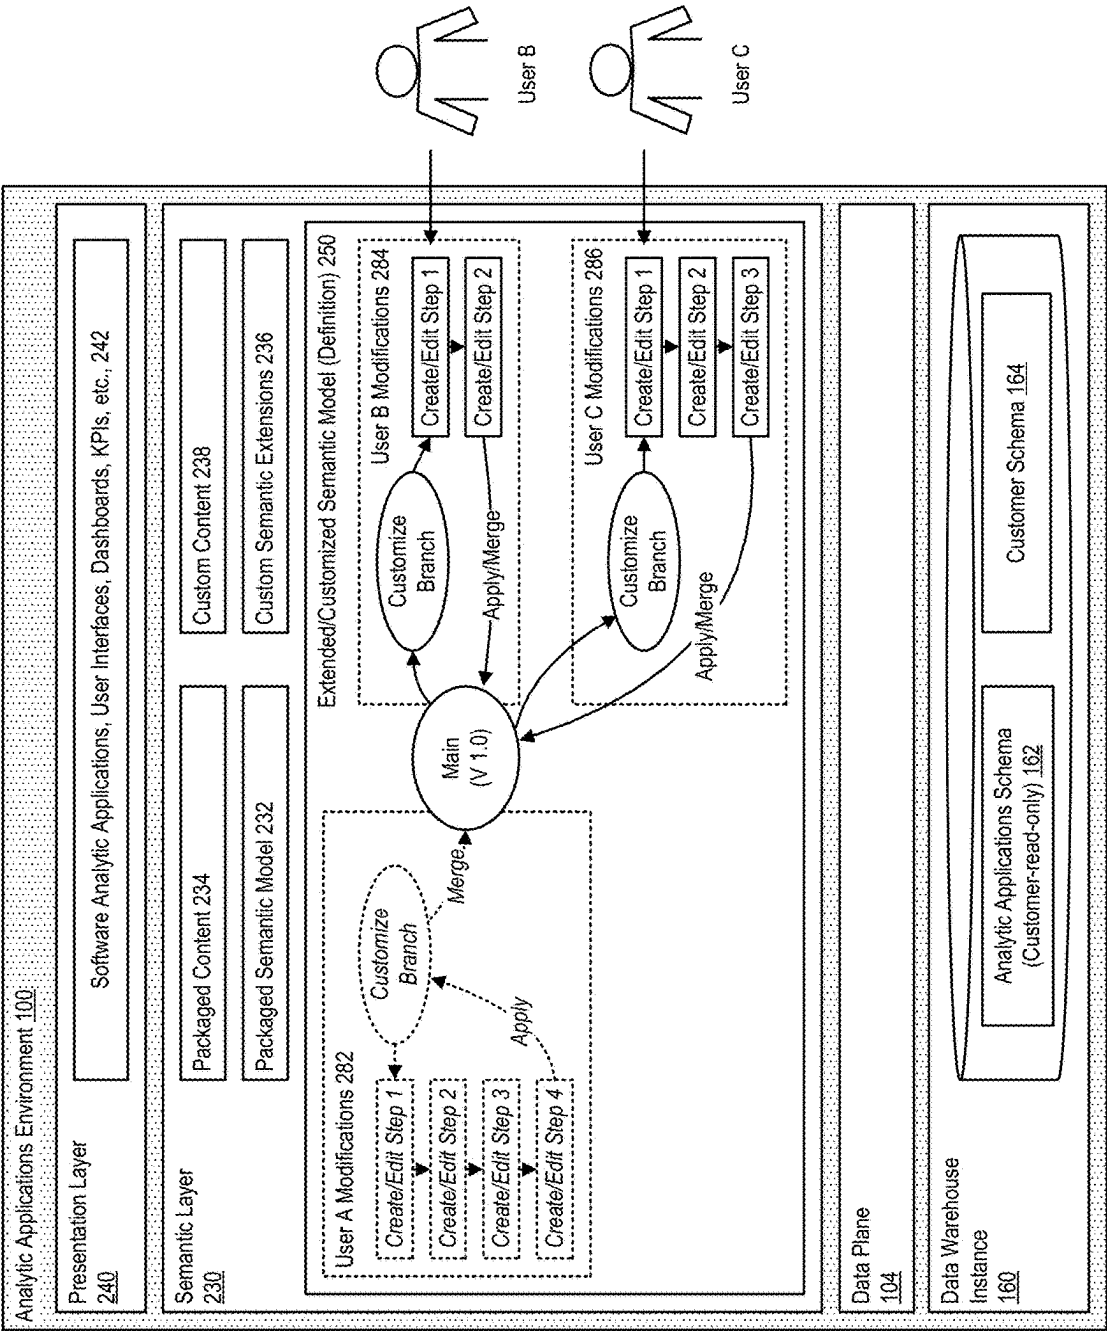 Analytic Applications Environment 100
Presentation Layer
240
Software Analytic Applications, User Interfaces, Dashboards, KPIs, etc., 242
Semantic Layer
230
Packaged Content 234
Custom Content 238
Packaged Semantic Model 232
Custom Semantic Extensions 236
Extended/Customized Semantic Model (Definition) 250
User A Modifications 282
Create/Edit Step 1
Create/Edit Step 2
Create/Edit Step 3
Create/Edit Step 4
Customize
Branch
Apply
Merge
Main
(V 1.0)
User B Modifications 284
Customize
Branch
Create/Edit Step 1
Create/Edit Step 2
Apply/Merge
User B
User C Modifications 286
Customize
Branch
Create/Edit Step 1
Create/Edit Step 2
Create/Edit Step 3
Apply/Merge
User C
Data Plane
104
Data Warehouse
Instance
160
Analytic Applications Schema
(Customer-read-only) 162
Customer Schema 164